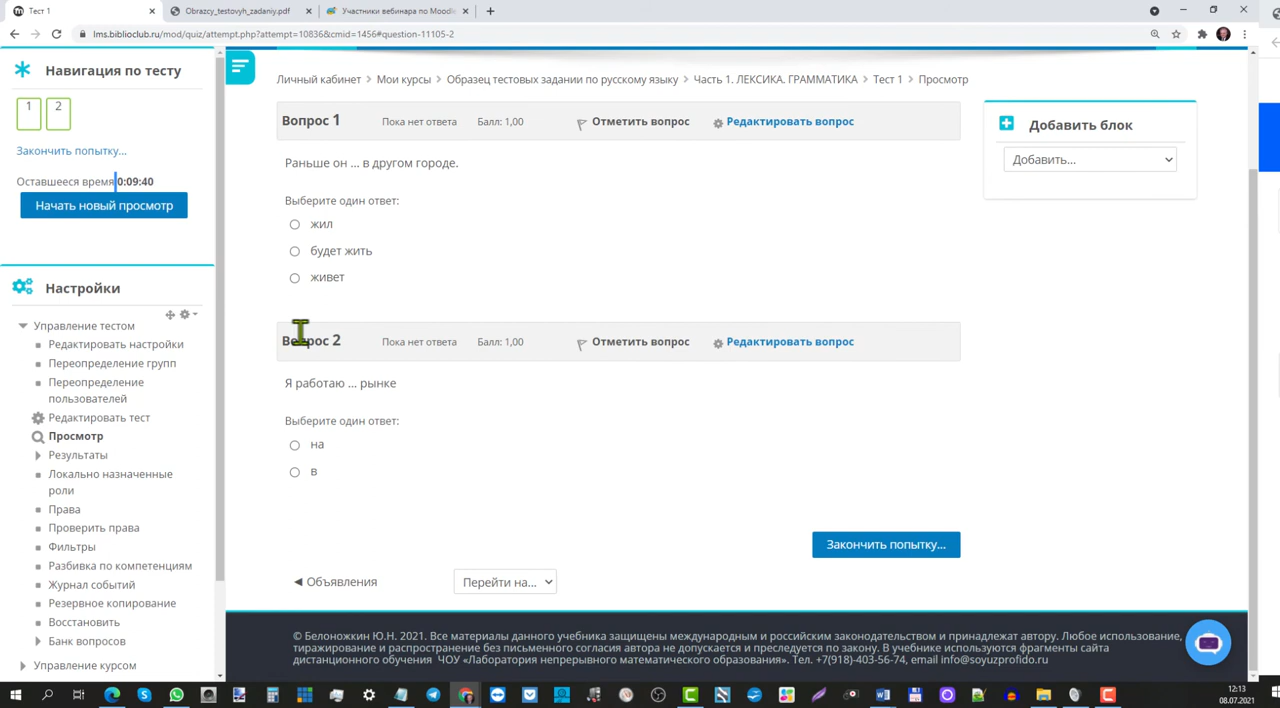 Тест 1
Obrazcy_testovyh_zadaniy.pdf
Участники вебинара по Moodle
lms.biblioclub.ru/mod/quiz/attempt.php?attempt=10836&cmid=1456#question-11105-2
Навигация по тесту
1 2
Закончить попытку...
Оставшееся время 0:09:40
Начать новый просмотр
Настройки
Управление тестом
Редактировать настройки
Переопределение групп
Переопределение
пользователей
Редактировать тест
Просмотр
Результаты
Локально назначенные
роли
Права
Проверить права
Фильтры
Разбивка по компетенциям
Журнал событий
Резервное копирование
Восстановить
Банк вопросов
Управление курсом
Личный кабинет > Мои курсы > Образец тестовых задании по русскому языку > Часть 1. ЛЕКСИКА. ГРАММАТИКА > Тест 1 > Просмотр
Вопрос 1 Пока нет ответа Балл: 1,00 Отметить вопрос Редактировать вопрос
Раньше он ... в другом городе.
Выберите один ответ:
жил
будет жить
живет
Вопрос 2 Пока нет ответа Балл: 1,00 Отметить вопрос Редактировать вопрос
Я работаю ... рынке
Выберите один ответ:
на
в
Закончить попытку...
◄ Объявления
Перейти на...
Добавить блок
Добавить...
© Белоножкин Ю.Н. 2021. Все материалы данного учебника защищены международным и российским законодательством и принадлежат автору. Любое использование,
тиражирование и распространение без письменного согласия автора не допускается и преследуется по закону. В учебнике используются фрагменты сайта
дистанционного обучения ЧОУ «Лаборатория непрерывного математического образования». Тел. +7(918)-403-56-74, email info@soyuzprofido.ru
12:13
08.07.2021